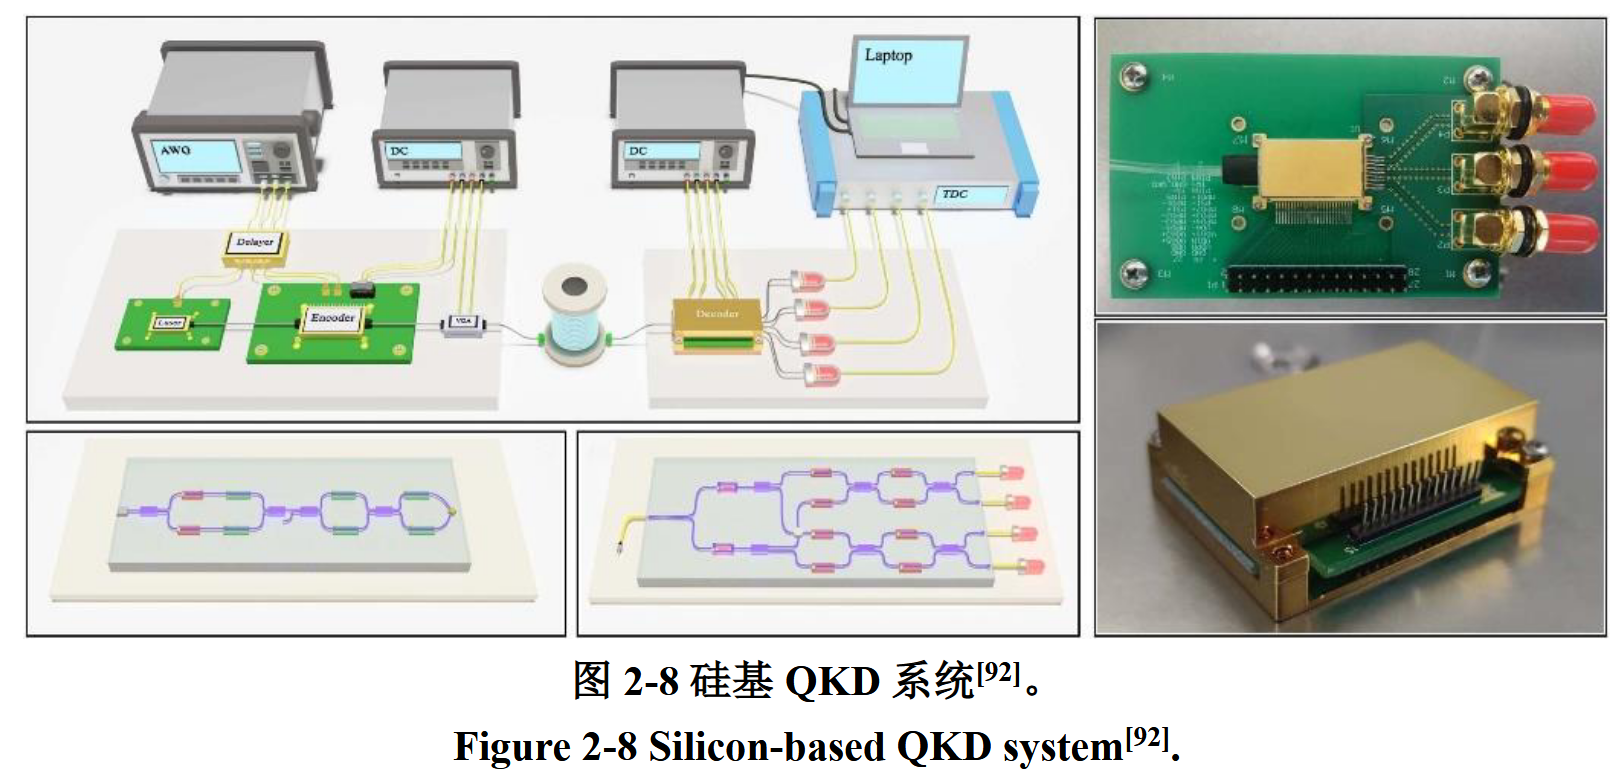 AWG
DC
DC
Laptop
TDC
Delayer
Laser
Encoder
VOA
Decoder
图 2-8 硅基 QKD 系统[92]。
Figure 2-8 Silicon-based QKD system[92].